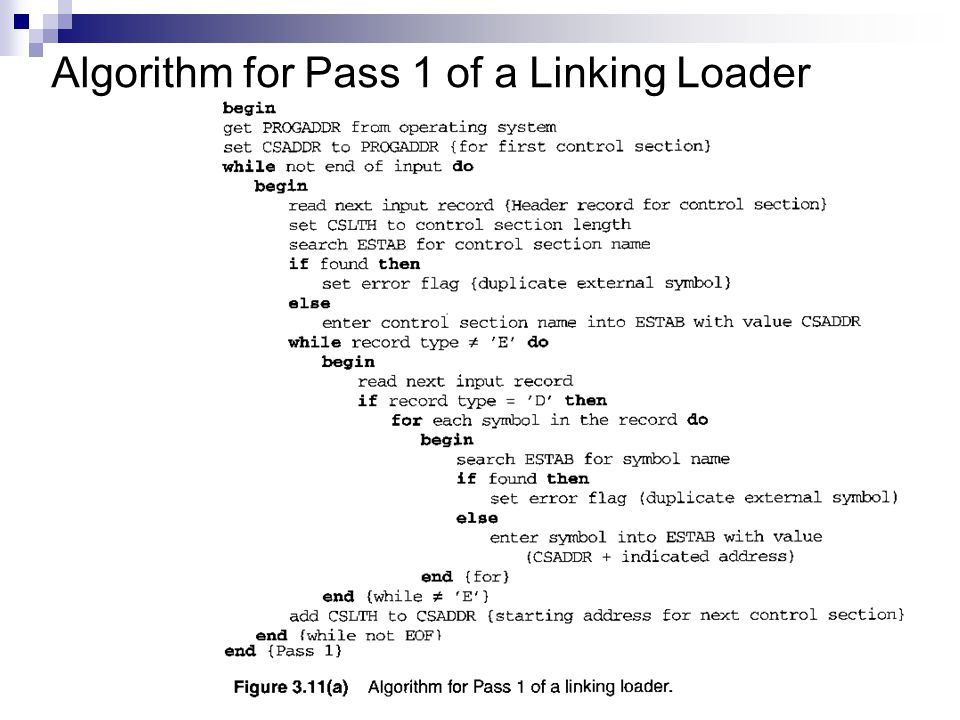 Algorithm for Pass 1 of a Linking Loader
begin
get PROGADDR from operating system
set CSADDR to PROGADDR {for first control section}
while not end of input do
begin
read next input record {Header record for control section}
set CSLTH to control section length
search ESTAB for control section name
if found then
set error flag {duplicate external symbol}
else
enter control section name into ESTAB with value CSADDR
while record type ≠ 'E' do
begin
read next input record
if record type = 'D' then
for each symbol in the record do
begin
search ESTAB for symbol name
if found then
set error flag (duplicate external symbol)
else
enter symbol into ESTAB with value
(CSADDR + indicated address)
end {for}
end {while ≠ 'E'}
add CSLTH to CSADDR {starting address for next control section}
end {while not EOF}
end {Pass 1}
Figure 3.11(a) Algorithm for Pass 1 of a linking loader.